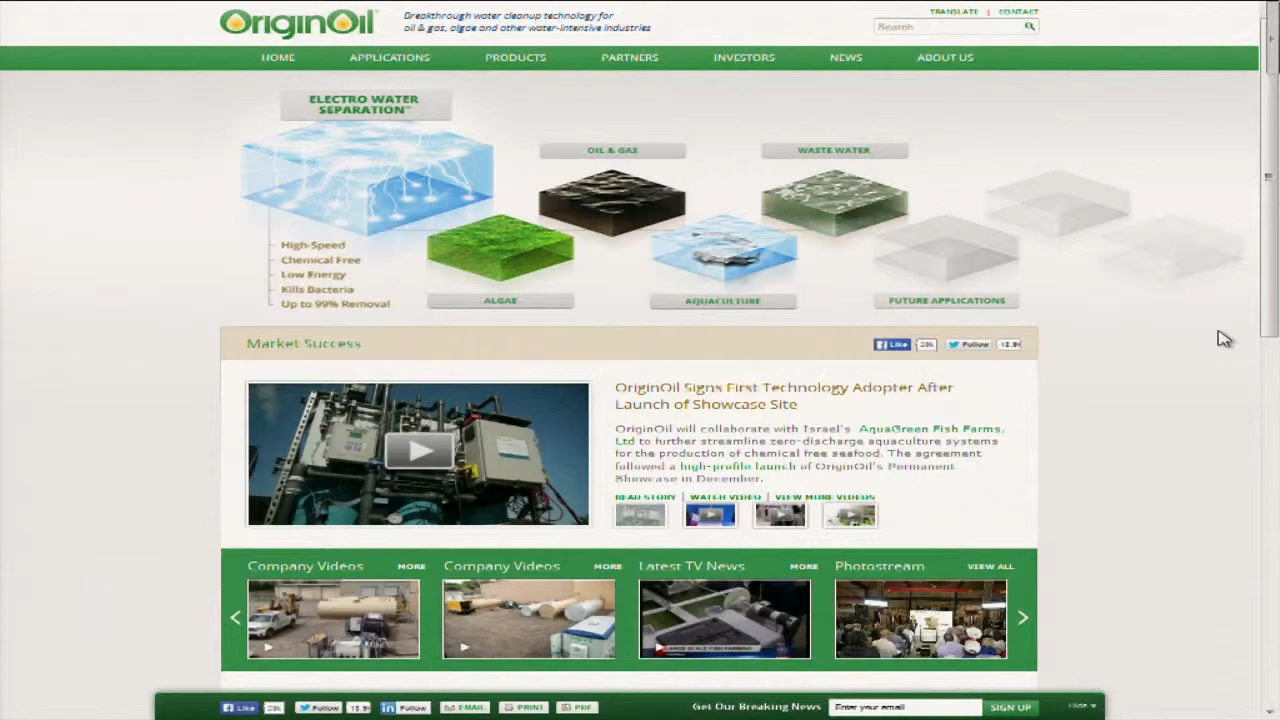 OriginOil
Breakthrough water cleanup technology for
oil & gas, algae and other water-intensive industries
TRANSLATE | CONTACT
Search
HOME APPLICATIONS PRODUCTS PARTNERS INVESTORS NEWS ABOUT US
ELECTRO WATER
SEPARATION™
OIL & GAS
WASTE WATER
High-Speed
Chemical Free
Low Energy
Kills Bacteria
Up to 99% Removal
ALGAE
AQUACULTURE
FUTURE APPLICATIONS
Market Success
Like Follow
OriginOil Signs First Technology Adopter After
Launch of Showcase Site
OriginOil will collaborate with Israel's AquaGreen Fish Farms,
Ltd to further streamline zero-discharge aquaculture systems
for the production of chemical free seafood. The agreement
followed a high-profile launch of OriginOil's Permanent
Showcase in December.
READ STORY | WATCH VIDEO | VIEW MORE VIDEOS
Company Videos MORE Company Videos MORE Latest TV News MORE Photostream VIEW ALL
LARGE SCALE FISH FARMING
Like Follow Follow EMAIL PRINT PDF Get Our Breaking News Enter your email SIGN UP Hide